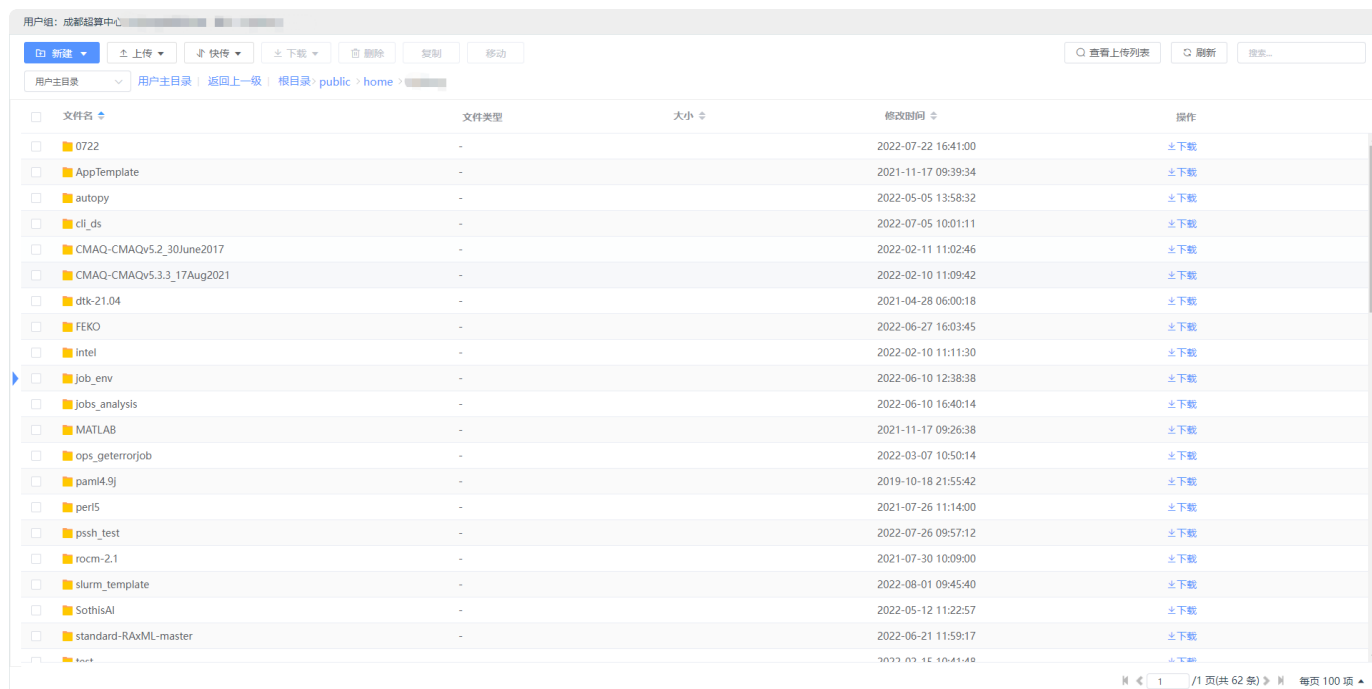 用户组：成都超算中心
新建 上传 快传 下载 删除 复制 移动 查看上传列表 刷新 搜索...
用户主目录 用户主目录 | 返回上一级 | 根目录 > public > home >
文件名 文件类型 大小 修改时间 操作
0722 - 2022-07-22 16:41:00 下载
AppTemplate - 2021-11-17 09:39:34 下载
autopy - 2022-05-05 13:58:32 下载
cli_ds - 2022-07-05 10:01:11 下载
CMAQ-CMAQv5.2_30June2017 - 2022-02-11 11:02:46 下载
CMAQ-CMAQv5.3.3_17Aug2021 - 2022-02-10 11:09:42 下载
dtk-21.04 - 2021-04-28 06:00:18 下载
FEKO - 2022-06-27 16:03:45 下载
intel - 2022-02-10 11:11:30 下载
job_env - 2022-06-10 12:38:38 下载
jobs_analysis - 2022-06-10 16:40:14 下载
MATLAB - 2021-11-17 09:26:38 下载
ops_geterrorjob - 2022-03-07 10:50:14 下载
paml4.9j - 2019-10-18 21:55:42 下载
perl5 - 2021-07-26 11:14:00 下载
pssh_test - 2022-07-26 09:57:12 下载
rocm-2.1 - 2021-07-30 10:09:00 下载
slurm_template - 2022-08-01 09:45:40 下载
SothisAI - 2022-05-12 11:22:57 下载
standard-RAxML-master - 2022-06-21 11:59:17 下载
test - 2022-02-15 10:41:48 下载
1 /1 页(共 62 条) 每页 100 项